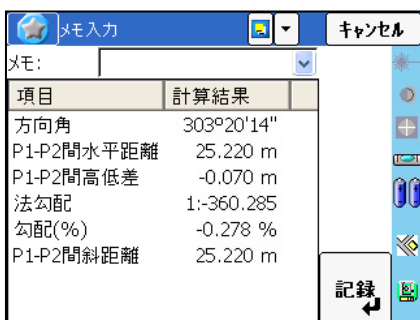 メモ入力
キャンセル
メモ:
項目 計算結果
方向角 303º20'14"
P1-P2間水平距離 25.220 m
P1-P2間高低差 -0.070 m
法勾配 1:-360.285
勾配(%) -0.278 %
P1-P2間斜距離 25.220 m
記録